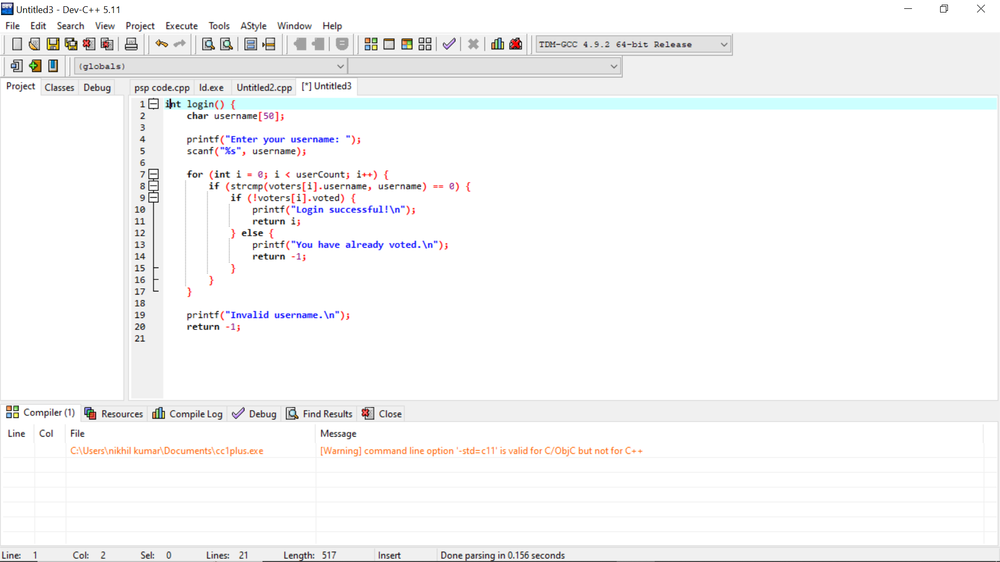 Untitled3 - Dev-C++ 5.11
File Edit Search View Project Execute Tools AStyle Window Help
TDM-GCC 4.9.2 64-bit Release
(globals)
Project Classes Debug psp code.cpp ld.exe Untitled2.cpp [*] Untitled3
1 int login() {
2 char username[50];
3
4 printf("Enter your username: ");
5 scanf("%s", username);
6
7 for (int i = 0; i < userCount; i++) {
8 if (strcmp(voters[i].username, username) == 0) {
9 if (!voters[i].voted) {
10 printf("Login successful!\n");
11 return i;
12 } else {
13 printf("You have already voted.\n");
14 return -1;
15 }
16 }
17 }
18
19 printf("Invalid username.\n");
20 return -1;
21
Compiler (1) Resources Compile Log Debug Find Results Close
Line Col File Message
C:\Users\nikhil kumar\Documents\cc1plus.exe [Warning] command line option '-std=c11' is valid for C/ObjC but not for C++
Line: 1 Col: 2 Sel: 0 Lines: 21 Length: 517 Insert Done parsing in 0.156 seconds